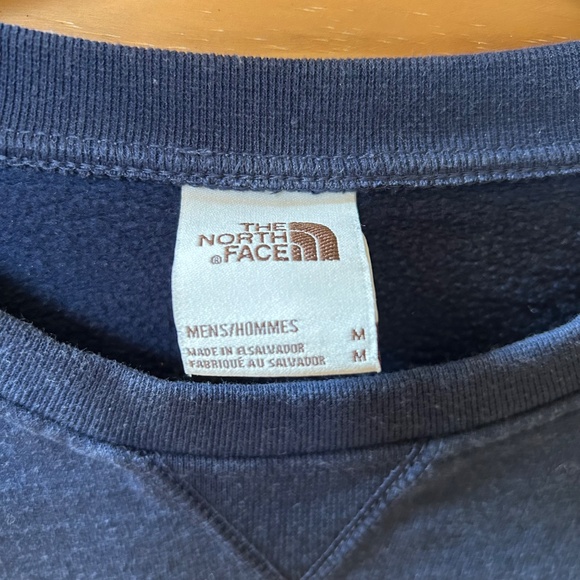 THE
NORTH
®FACE
MENS/HOMMES M
MADE IN ELSALVADOR M
FABRIQUÉ AU SALVADOR